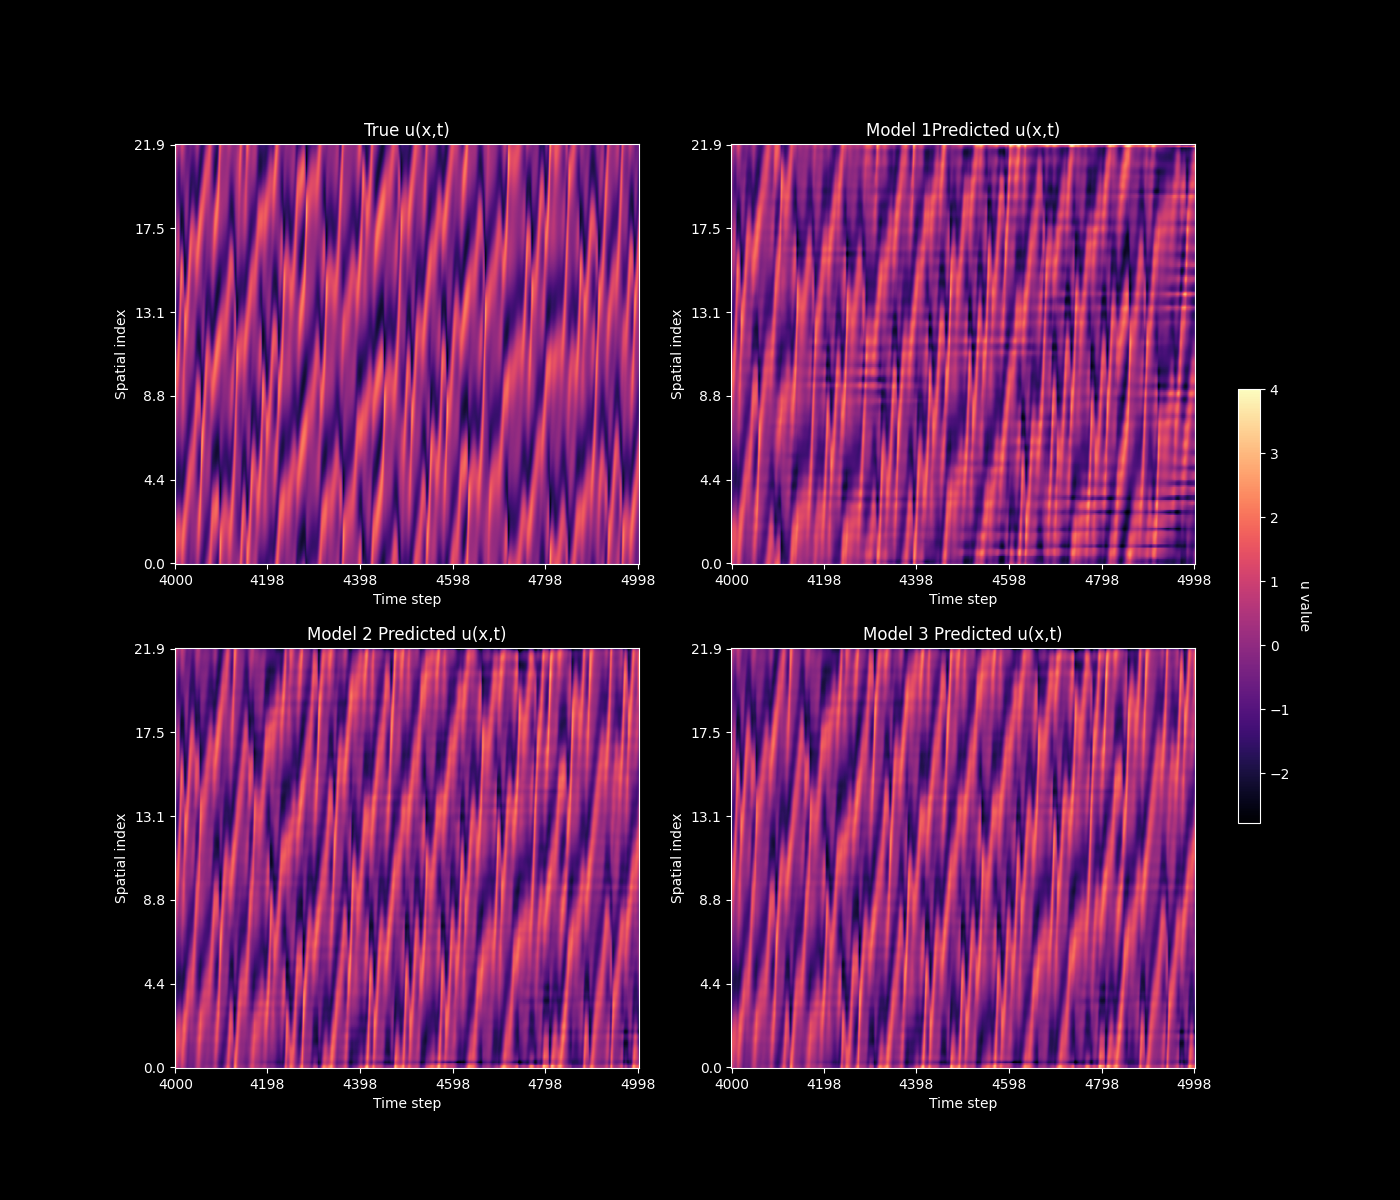 True u(x,t)
21.9
17.5
13.1
8.8
4.4
0.0
Spatial index
4000 4198 4398 4598 4798 4998
Time step
Model 1Predicted u(x,t)
21.9
17.5
13.1
8.8
4.4
0.0
Spatial index
4000 4198 4398 4598 4798 4998
Time step
Model 2 Predicted u(x,t)
21.9
17.5
13.1
8.8
4.4
0.0
Spatial index
4000 4198 4398 4598 4798 4998
Time step
Model 3 Predicted u(x,t)
21.9
17.5
13.1
8.8
4.4
0.0
Spatial index
4000 4198 4398 4598 4798 4998
Time step
4
3
2
1
0
−1
−2
u value